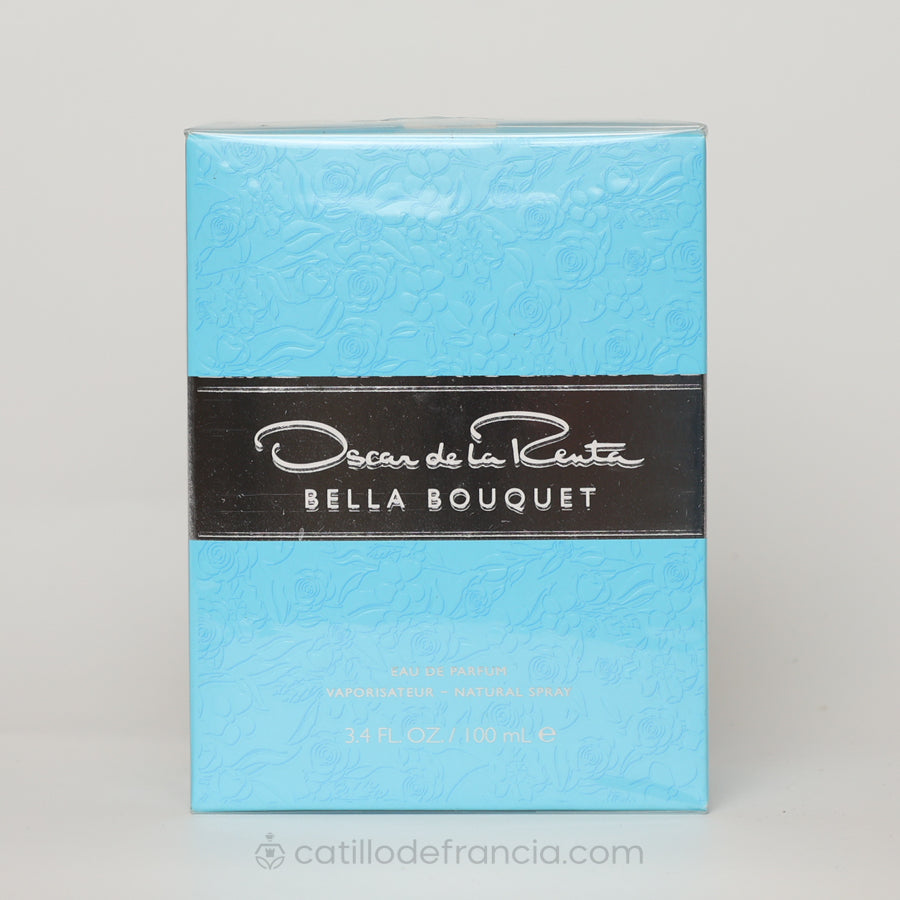 Oscar de la Renta
BELLA BOUQUET
EAU DE PARFUM
VAPORISATEUR – NATURAL SPRAY
3.4 FL. OZ. / 100 mL ℮
catillodefrancia.com